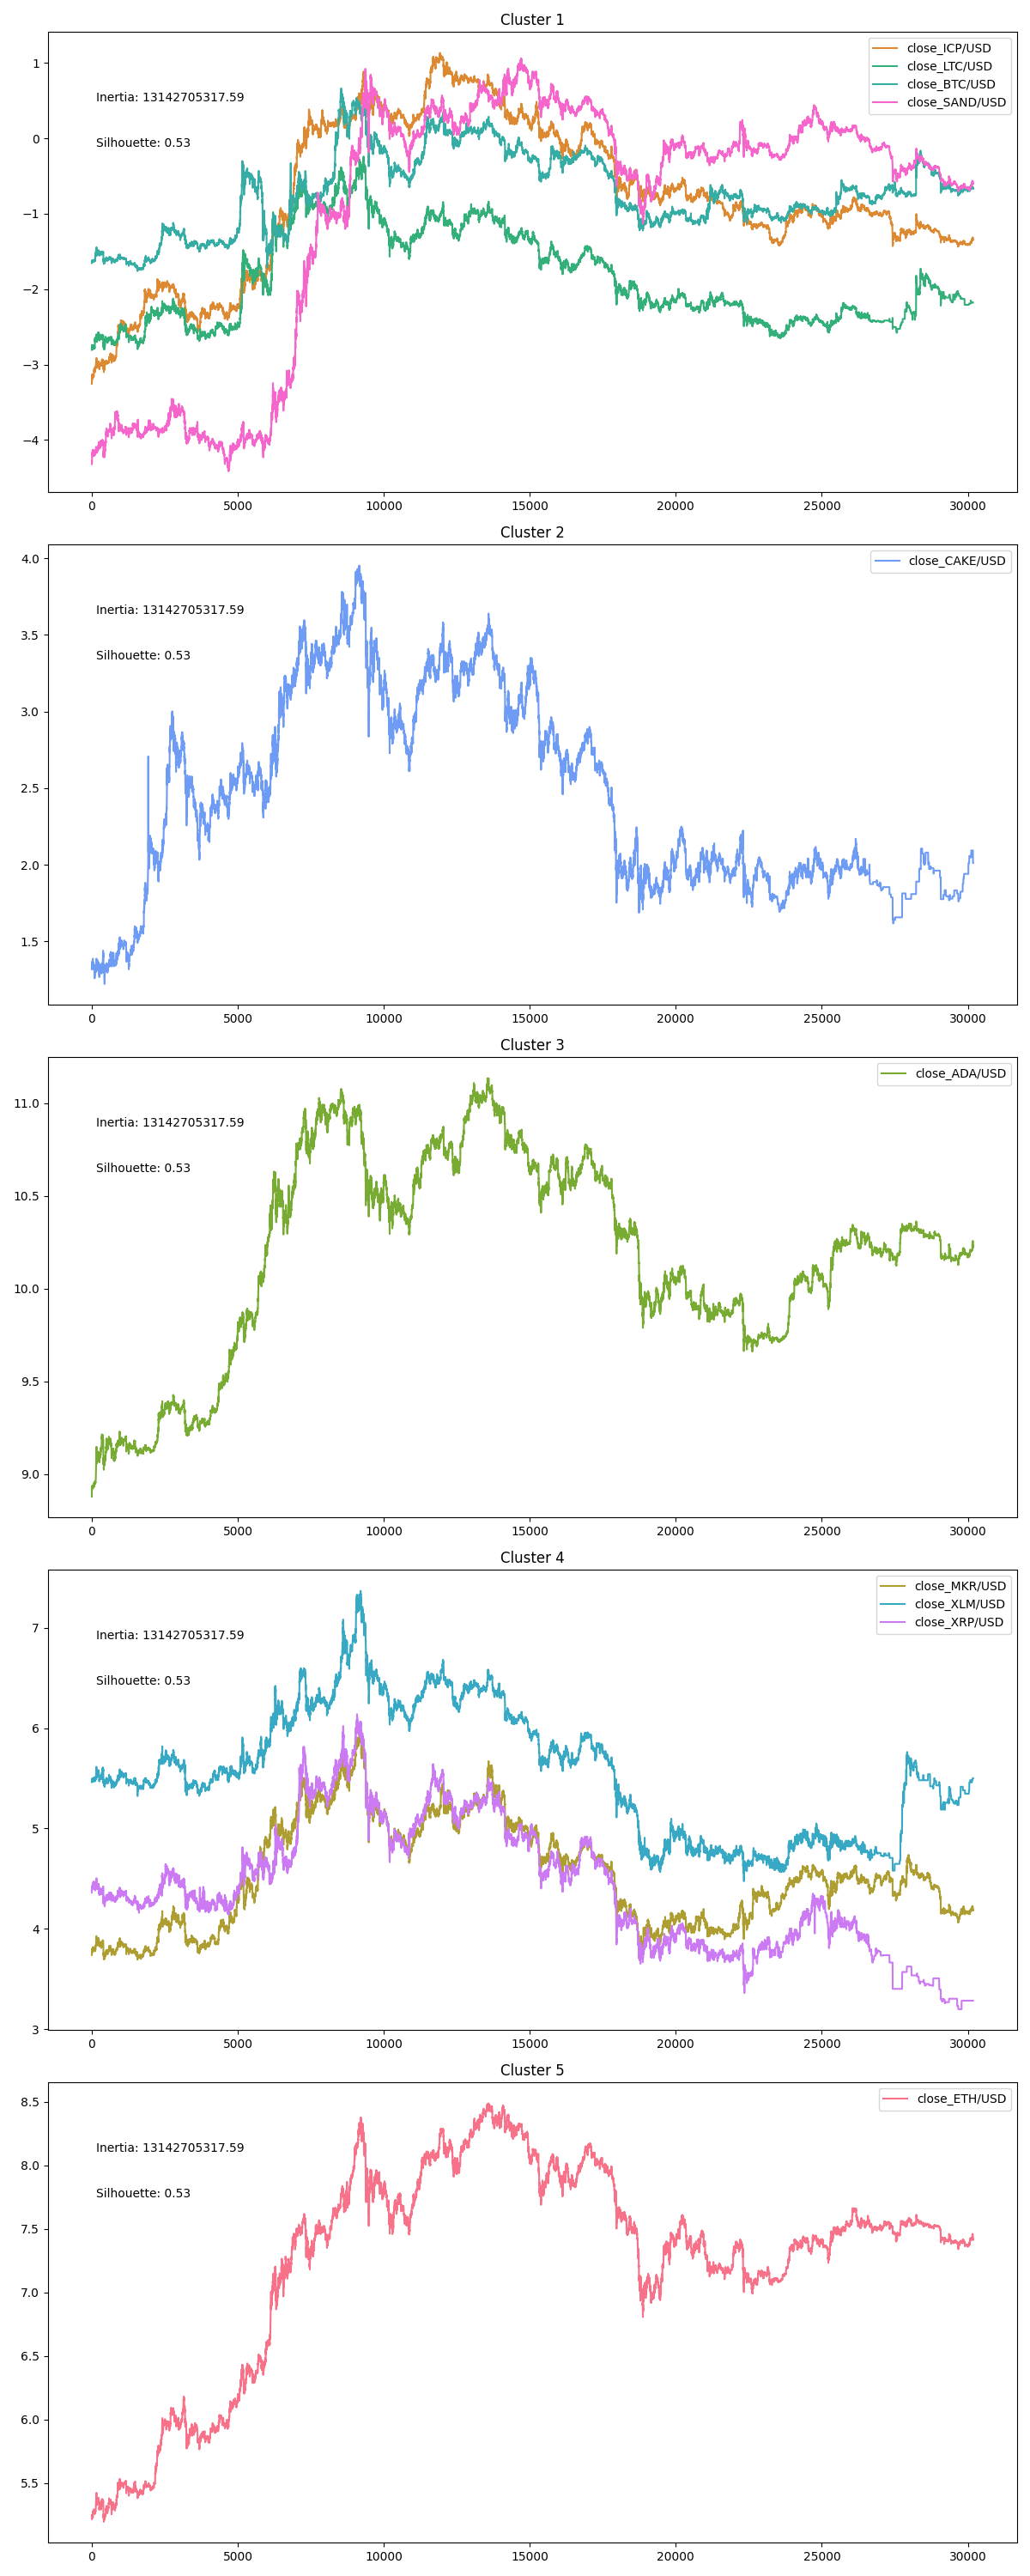 Cluster 1
close_ICP/USD
close_LTC/USD
close_BTC/USD
close_SAND/USD
Inertia: 13142705317.59
Silhouette: 0.53
1
0
−1
−2
−3
−4
0 5000 10000 15000 20000 25000 30000
Cluster 2
close_CAKE/USD
Inertia: 13142705317.59
Silhouette: 0.53
4.0
3.5
3.0
2.5
2.0
1.5
0 5000 10000 15000 20000 25000 30000
Cluster 3
close_ADA/USD
Inertia: 13142705317.59
Silhouette: 0.53
11.0
10.5
10.0
9.5
9.0
0 5000 10000 15000 20000 25000 30000
Cluster 4
close_MKR/USD
close_XLM/USD
close_XRP/USD
Inertia: 13142705317.59
Silhouette: 0.53
7
6
5
4
3
0 5000 10000 15000 20000 25000 30000
Cluster 5
close_ETH/USD
Inertia: 13142705317.59
Silhouette: 0.53
8.5
8.0
7.5
7.0
6.5
6.0
5.5
0 5000 10000 15000 20000 25000 30000